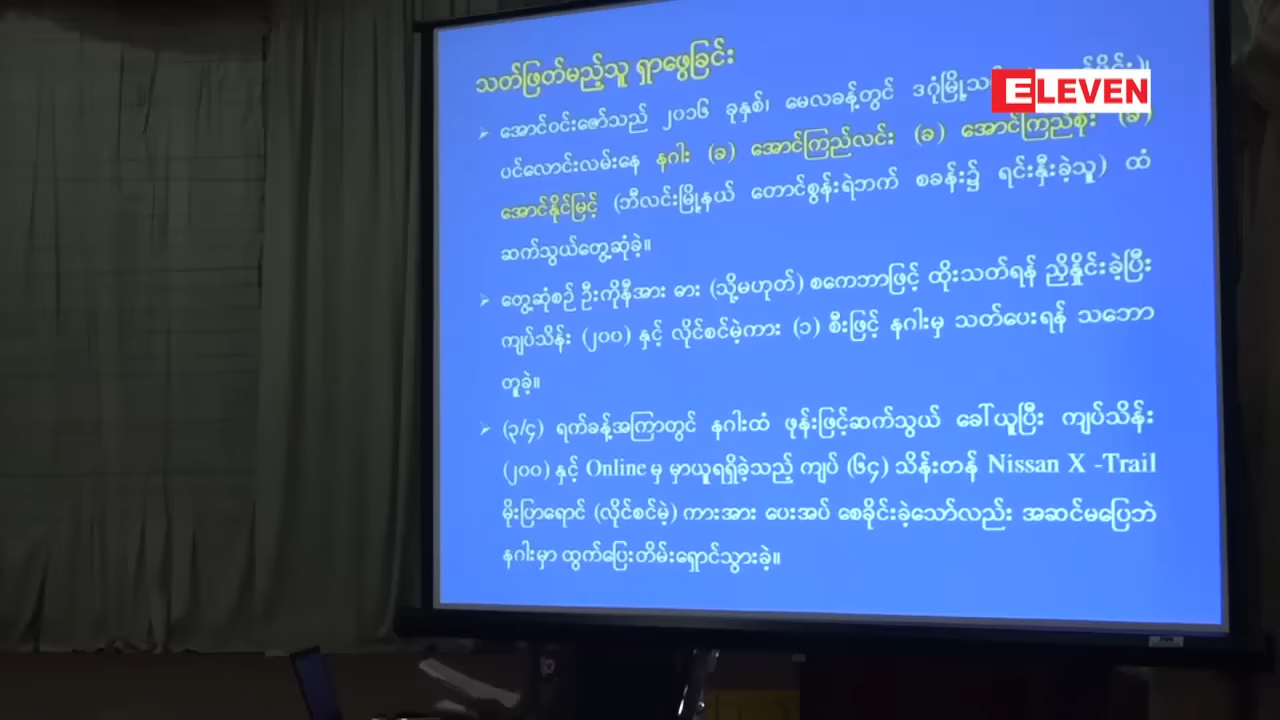 ELEVEN
သတ်ဖြတ်မည့်သူ ရှာဖွေခြင်း
➤ အောင်ဝင်းဇော်သည် ၂၀၁၆ ခုနှစ်၊ မေလခန့်တွင် ဒဂုံမြို့သစ်
ပင်လောင်းလမ်းနေ နဂါး (ခ) အောင်ကြည်လင်း (ခ) အောင်ကြည်စိုး (ခ)
အောင်နိုင်မြင့် (ဘီလင်းမြို့နယ် တောင်စွန်းရဲဘက် စခန်း၌ ရင်းနှီးခဲ့သူ) ထံ
ဆက်သွယ်တွေ့ဆုံခဲ့။
➤ တွေ့ဆုံစဉ် ဦးကိုနီအား ဓား (သို့မဟုတ်) စကေဘာဖြင့် ထိုးသတ်ရန် ညှိနှိုင်းခဲ့ပြီး
ကျပ်သိန်း (၂၀၀) နှင့် လိုင်စင်မဲ့ကား (၁) စီးဖြင့် နဂါးမှ သတ်ပေးရန် သဘော
တူခဲ့။
➤ (၃/၄) ရက်ခန့်အကြာတွင် နဂါးထံ ဖုန်းဖြင့်ဆက်သွယ် ခေါ်ယူပြီး ကျပ်သိန်း
(၂၀၀) နှင့် Online မှ မှာယူရရှိခဲ့သည့် ကျပ် (၆၄) သိန်းတန် Nissan X -Trail
မိုးပြာရောင် (လိုင်စင်မဲ့) ကားအား ပေးအပ် စေခိုင်းခဲ့သော်လည်း အဆင်မပြေဘဲ
နဂါးမှာ ထွက်ပြေးတိမ်းရှောင်သွားခဲ့။